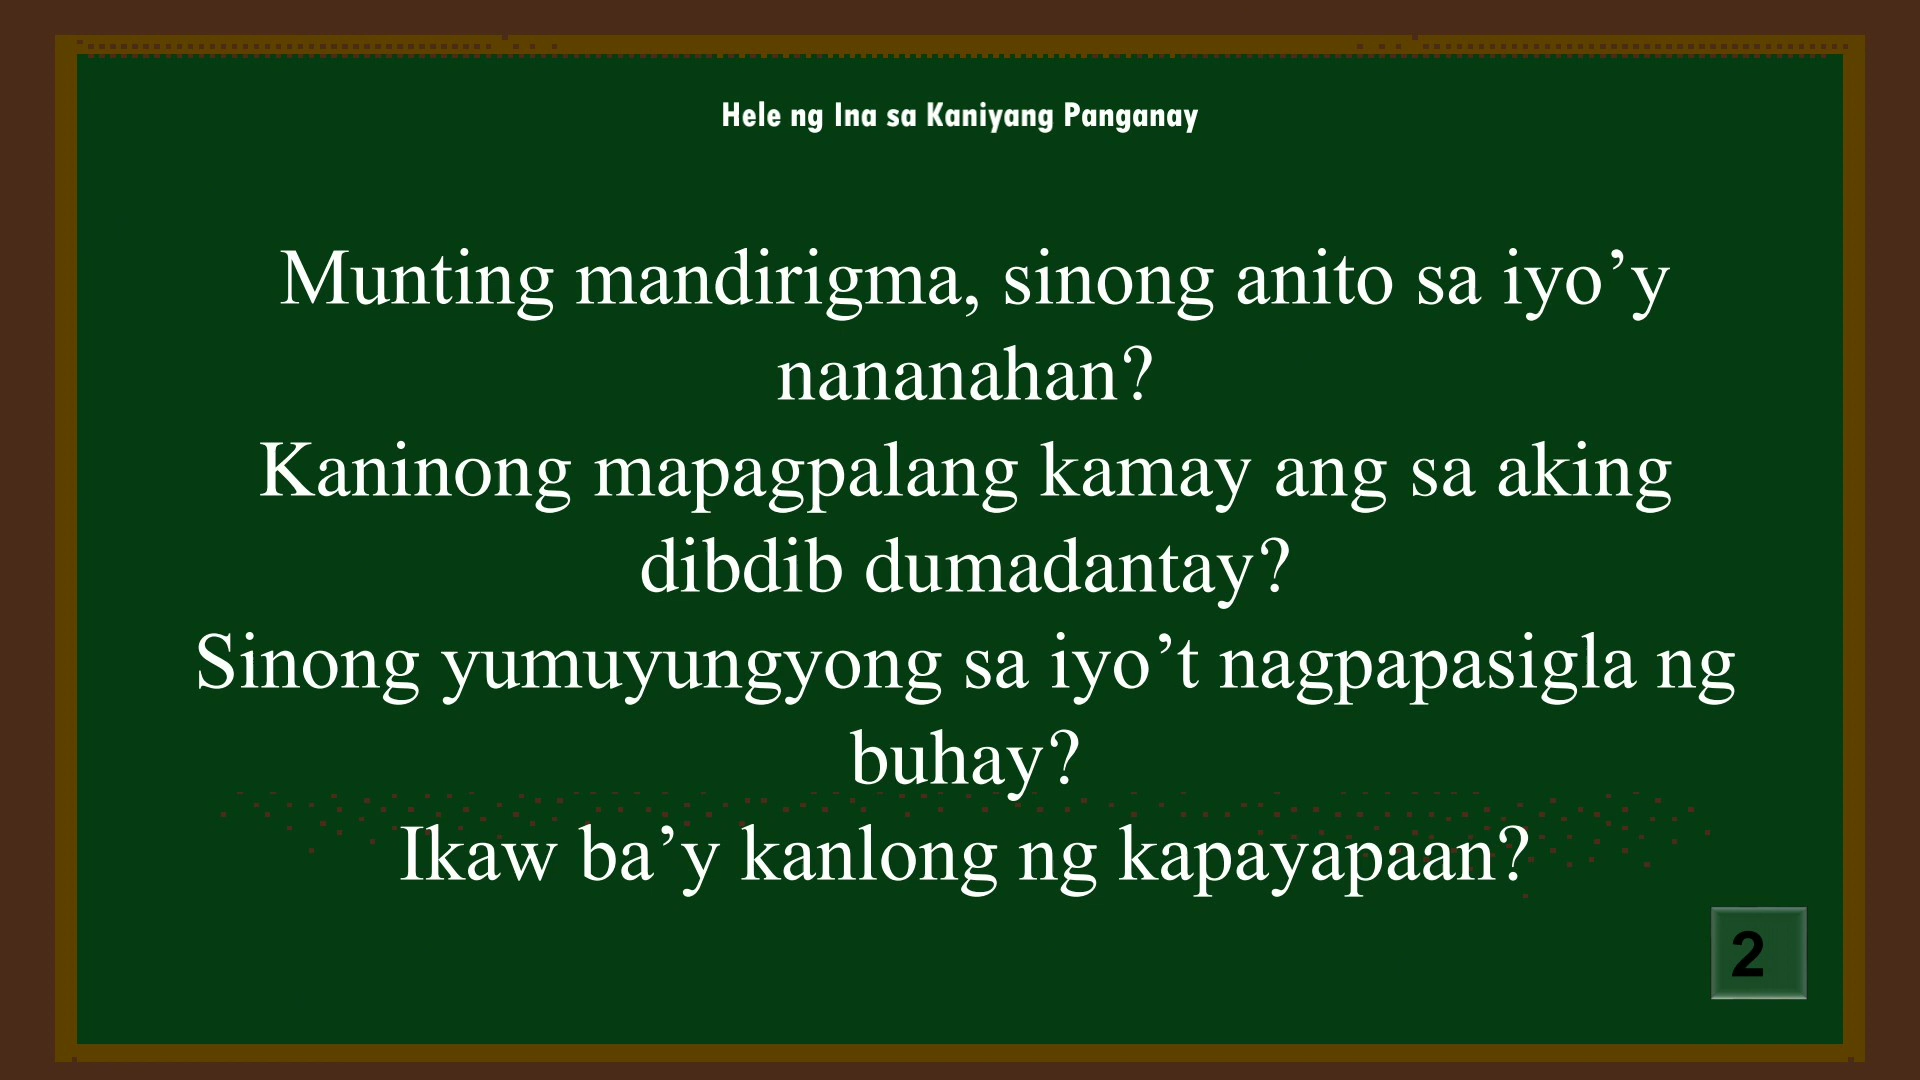 Hele ng Ina sa Kaniyang Panganay
Munting mandirigma, sinong anito sa iyo’y
nananahan?
Kaninong mapagpalang kamay ang sa aking
dibdib dumadantay?
Sinong yumuyungyong sa iyo’t nagpapasigla ng
buhay?
Ikaw ba’y kanlong ng kapayapaan?
2